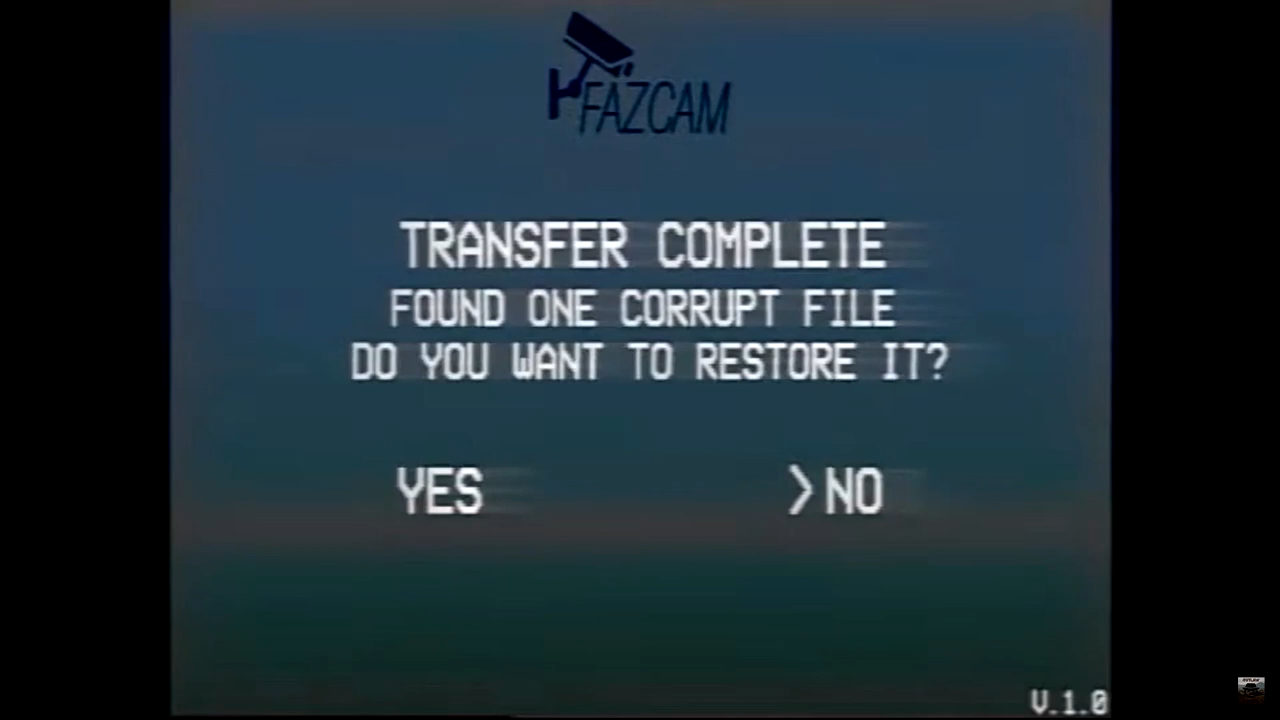 FAZCAM
TRANSFER COMPLETE
FOUND ONE CORRUPT FILE
DO YOU WANT TO RESTORE IT?
YES >NO
V.1.0